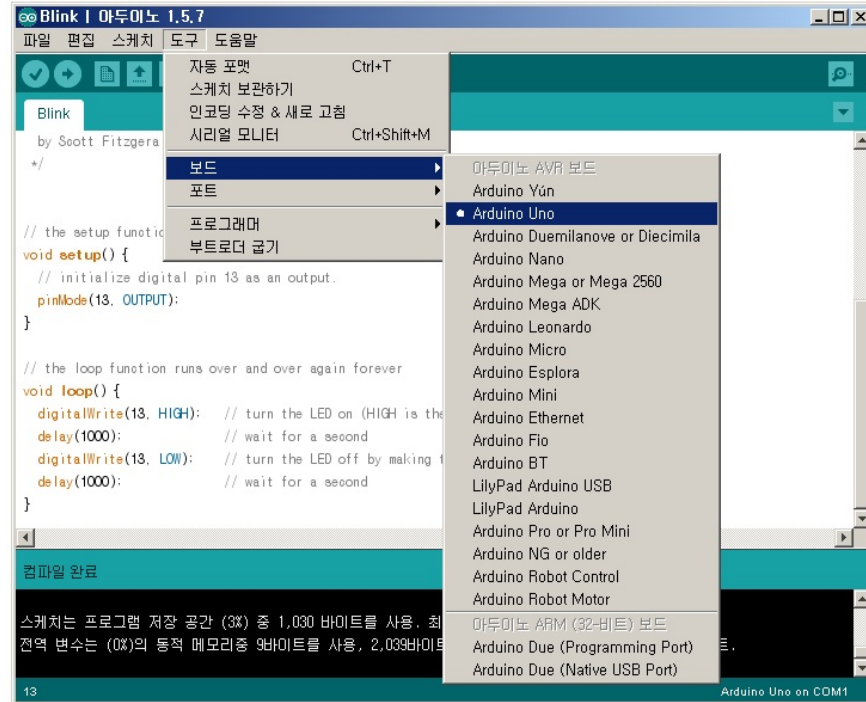 Blink | 아두이노 1.5.7
파일 편집 스케치 도구 도움말
자동 포맷 Ctrl+T
스케치 보관하기
인코딩 수정 & 새로 고침
시리얼 모니터 Ctrl+Shift+M
보드
포트
프로그래머
부트로더 굽기
아두이노 AVR 보드
Arduino Yún
Arduino Uno
Arduino Duemilanove or Diecimila
Arduino Nano
Arduino Mega or Mega 2560
Arduino Mega ADK
Arduino Leonardo
Arduino Micro
Arduino Esplora
Arduino Mini
Arduino Ethernet
Arduino Fio
Arduino BT
LilyPad Arduino USB
LilyPad Arduino
Arduino Pro or Pro Mini
Arduino NG or older
Arduino Robot Control
Arduino Robot Motor
아두이노 ARM (32-비트) 보드
Arduino Due (Programming Port)
Arduino Due (Native USB Port)
Blink
by Scott Fitzgera
*/
// the setup functio
void setup() {
// initialize digital pin 13 as an output.
pinMode(13, OUTPUT);
}
// the loop function runs over and over again forever
void loop() {
digitalWrite(13, HIGH); // turn the LED on (HIGH is the
delay(1000); // wait for a second
digitalWrite(13, LOW); // turn the LED off by making
delay(1000); // wait for a second
}
컴파일 완료
스케치는 프로그램 저장 공간 (3%) 중 1,030 바이트를 사용. 최
전역 변수는 (0%)의 동적 메모리중 9바이트를 사용, 2,039바이트
트.
13
Arduino Uno on COM1